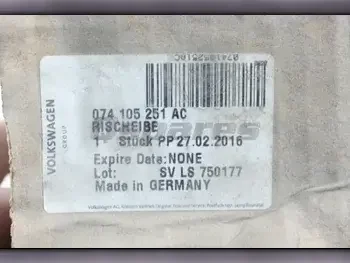 074105251AC
VOLKSWAGEN
GROUP
074 105 251 AC
RISCHEIBE
1 Stück PP 27.02.2016
Expire Date:NONE
Lot: SV LS 750177
Made in GERMANY